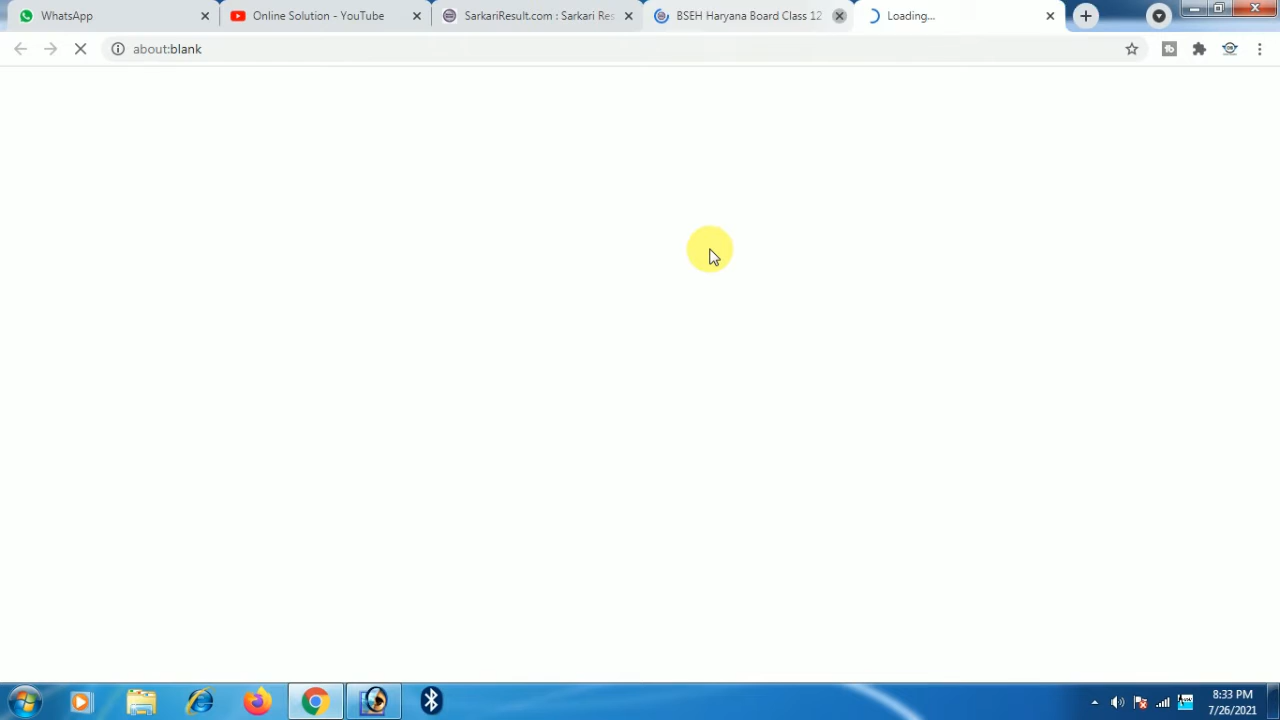 WhatsApp
Online Solution - YouTube
SarkariResult.com : Sarkari Res
BSEH Haryana Board Class 12
Loading...
about:blank
8:33 PM
7/26/2021